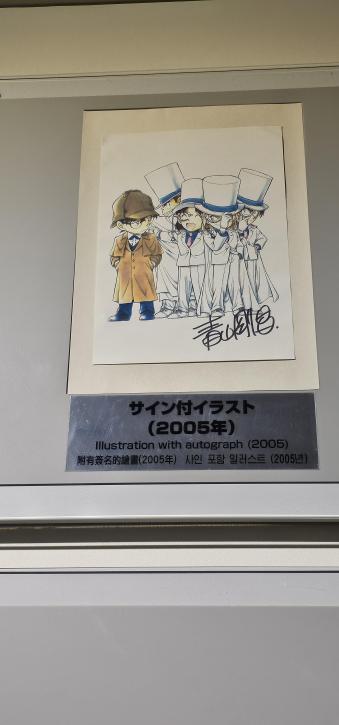 青山剛昌.
サイン付イラスト
(2005年)
Illustration with autograph (2005)
附有簽名的繪畫(2005年) 사인 포함 일러스트 (2005년)